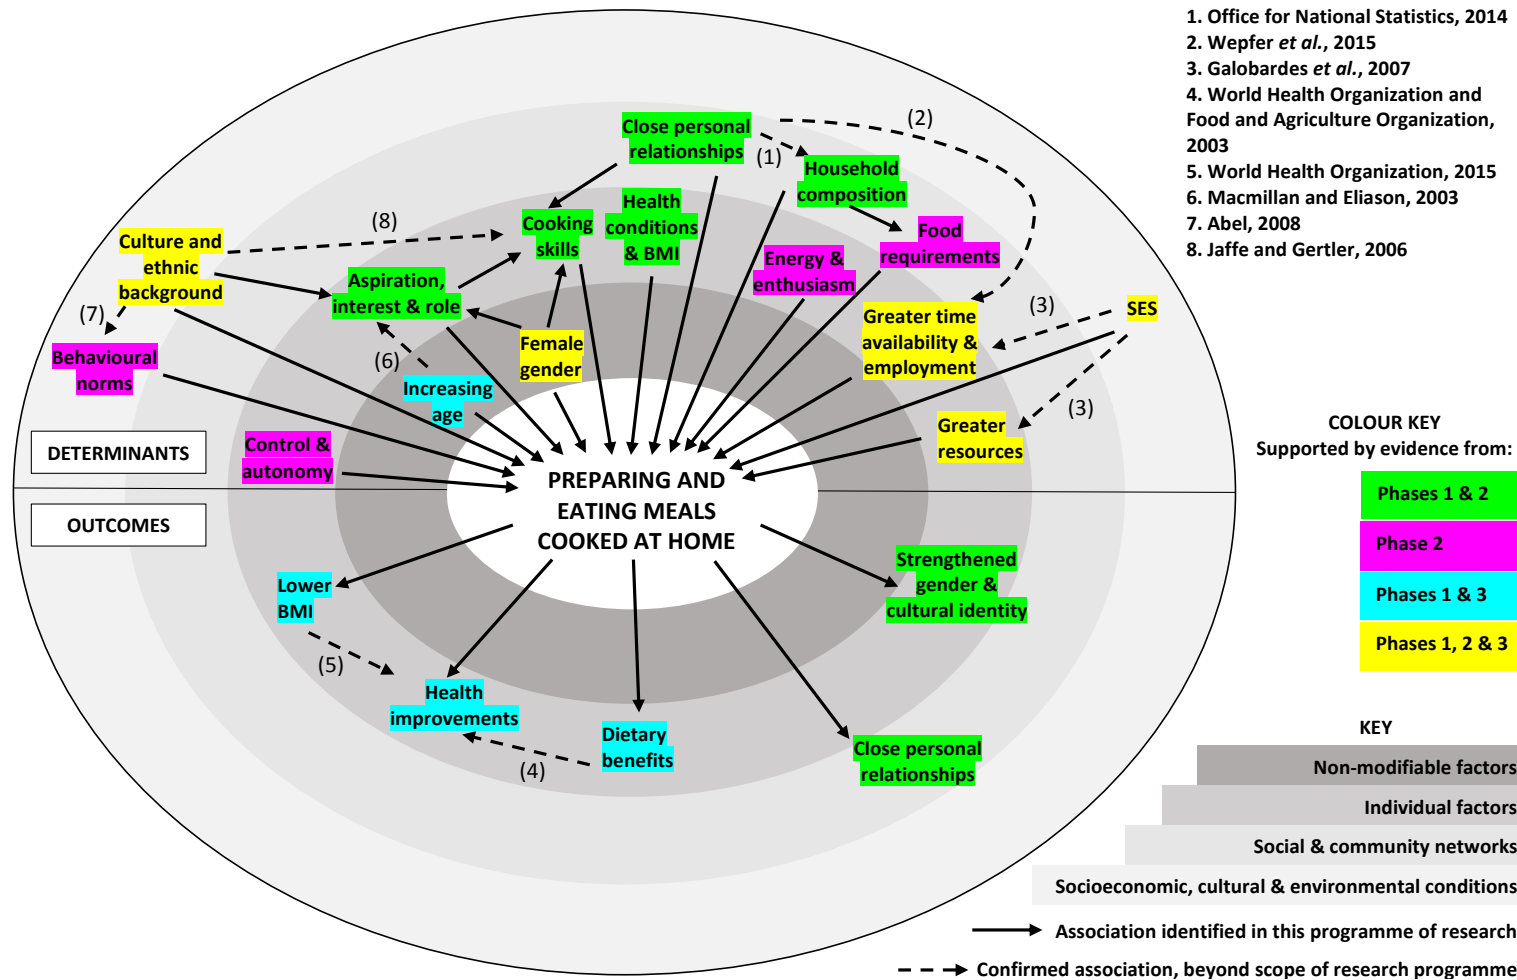 1. Office for National Statistics, 2014
2. Wepfer et al., 2015
3. Galobardes et al., 2007
4. World Health Organization and
Food and Agriculture Organization,
2003
5. World Health Organization, 2015
6. Macmillan and Eliason, 2003
7. Abel, 2008
8. Jaffe and Gertler, 2006
Close personal
relationships
(1)
(2)
Household
composition
Health
conditions
& BMI
Cooking
skills
(8)
Culture and
ethnic
background
Aspiration,
interest & role
Energy &
enthusiasm
Food
requirements
(7)
Behavioural
norms
(6)
Increasing
age
Female
gender
Greater time
availability &
employment
(3)
SES
(3)
Greater
resources
Control &
autonomy
DETERMINANTS
OUTCOMES
PREPARING AND
EATING MEALS
COOKED AT HOME
Lower
BMI
(5)
Health
improvements
(4)
Dietary
benefits
Strengthened
gender &
cultural identity
Close personal
relationships
COLOUR KEY
Supported by evidence from:
Phases 1 & 2
Phase 2
Phases 1 & 3
Phases 1, 2 & 3
KEY
Non-modifiable factors
Individual factors
Social & community networks
Socioeconomic, cultural & environmental conditions
Association identified in this programme of research
Confirmed association, beyond scope of research programme